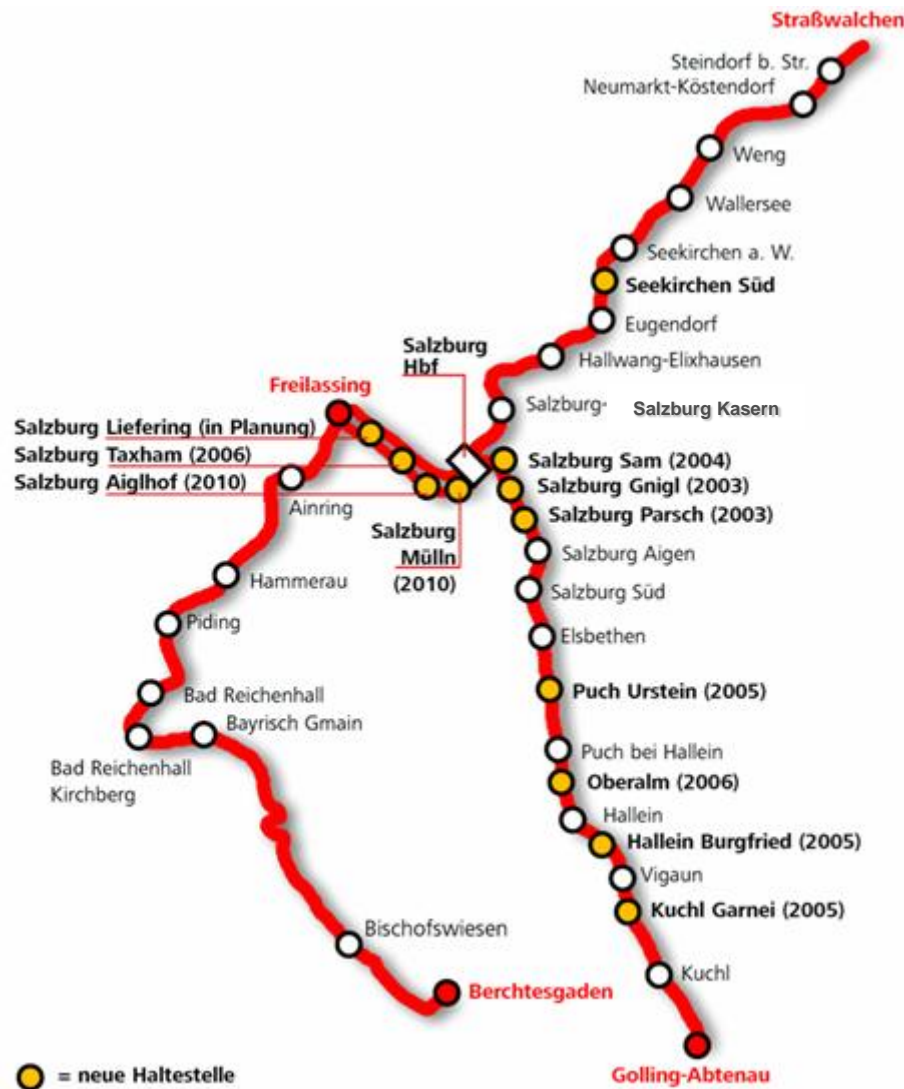 Straßwalchen
Steindorf b. Str.
Neumarkt-Köstendorf
Weng
Wallersee
Seekirchen a. W.
Seekirchen Süd
Eugendorf
Salzburg
Hbf
Hallwang-Elixhausen
Freilassing
Salzburg-
Salzburg Kasern
Salzburg Liefering (in Planung)
Salzburg Taxham (2006)
Salzburg Aiglhof (2010)
Salzburg Sam (2004)
Salzburg Gnigl (2003)
Salzburg Parsch (2003)
Ainring
Salzburg
Mülln
(2010)
Salzburg Aigen
Hammerau
Salzburg Süd
Piding
Elsbethen
Bad Reichenhall
Puch Urstein (2005)
Bayrisch Gmain
Bad Reichenhall
Kirchberg
Puch bei Hallein
Oberalm (2006)
Hallein
Hallein Burgfried (2005)
Vigaun
Kuchl Garnei (2005)
Bischofswiesen
Kuchl
Berchtesgaden
Golling-Abtenau
= neue Haltestelle